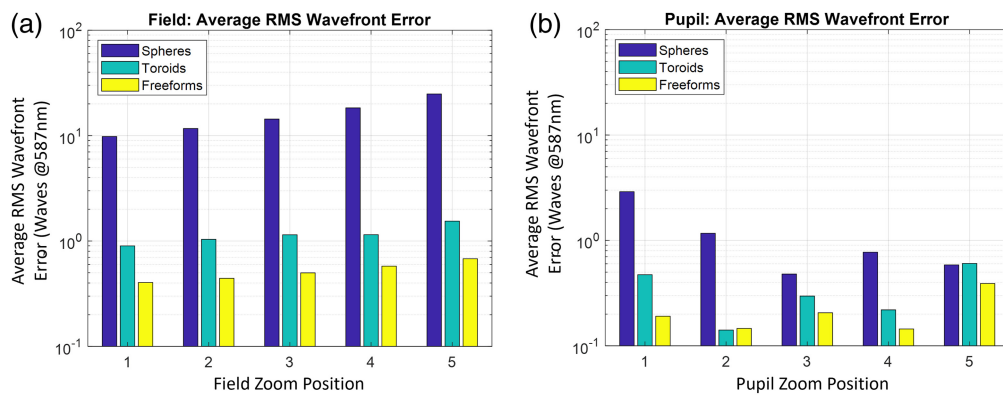 (a)
Field: Average RMS Wavefront Error
Average RMS Wavefront
Error (Waves @587nm)
10^2
10^1
10^0
10^-1
Spheres
Toroids
Freeforms
1 2 3 4 5
Field Zoom Position
(b)
Pupil: Average RMS Wavefront Error
Average RMS Wavefront
Error (Waves @587nm)
10^2
10^1
10^0
10^-1
Spheres
Toroids
Freeforms
1 2 3 4 5
Pupil Zoom Position